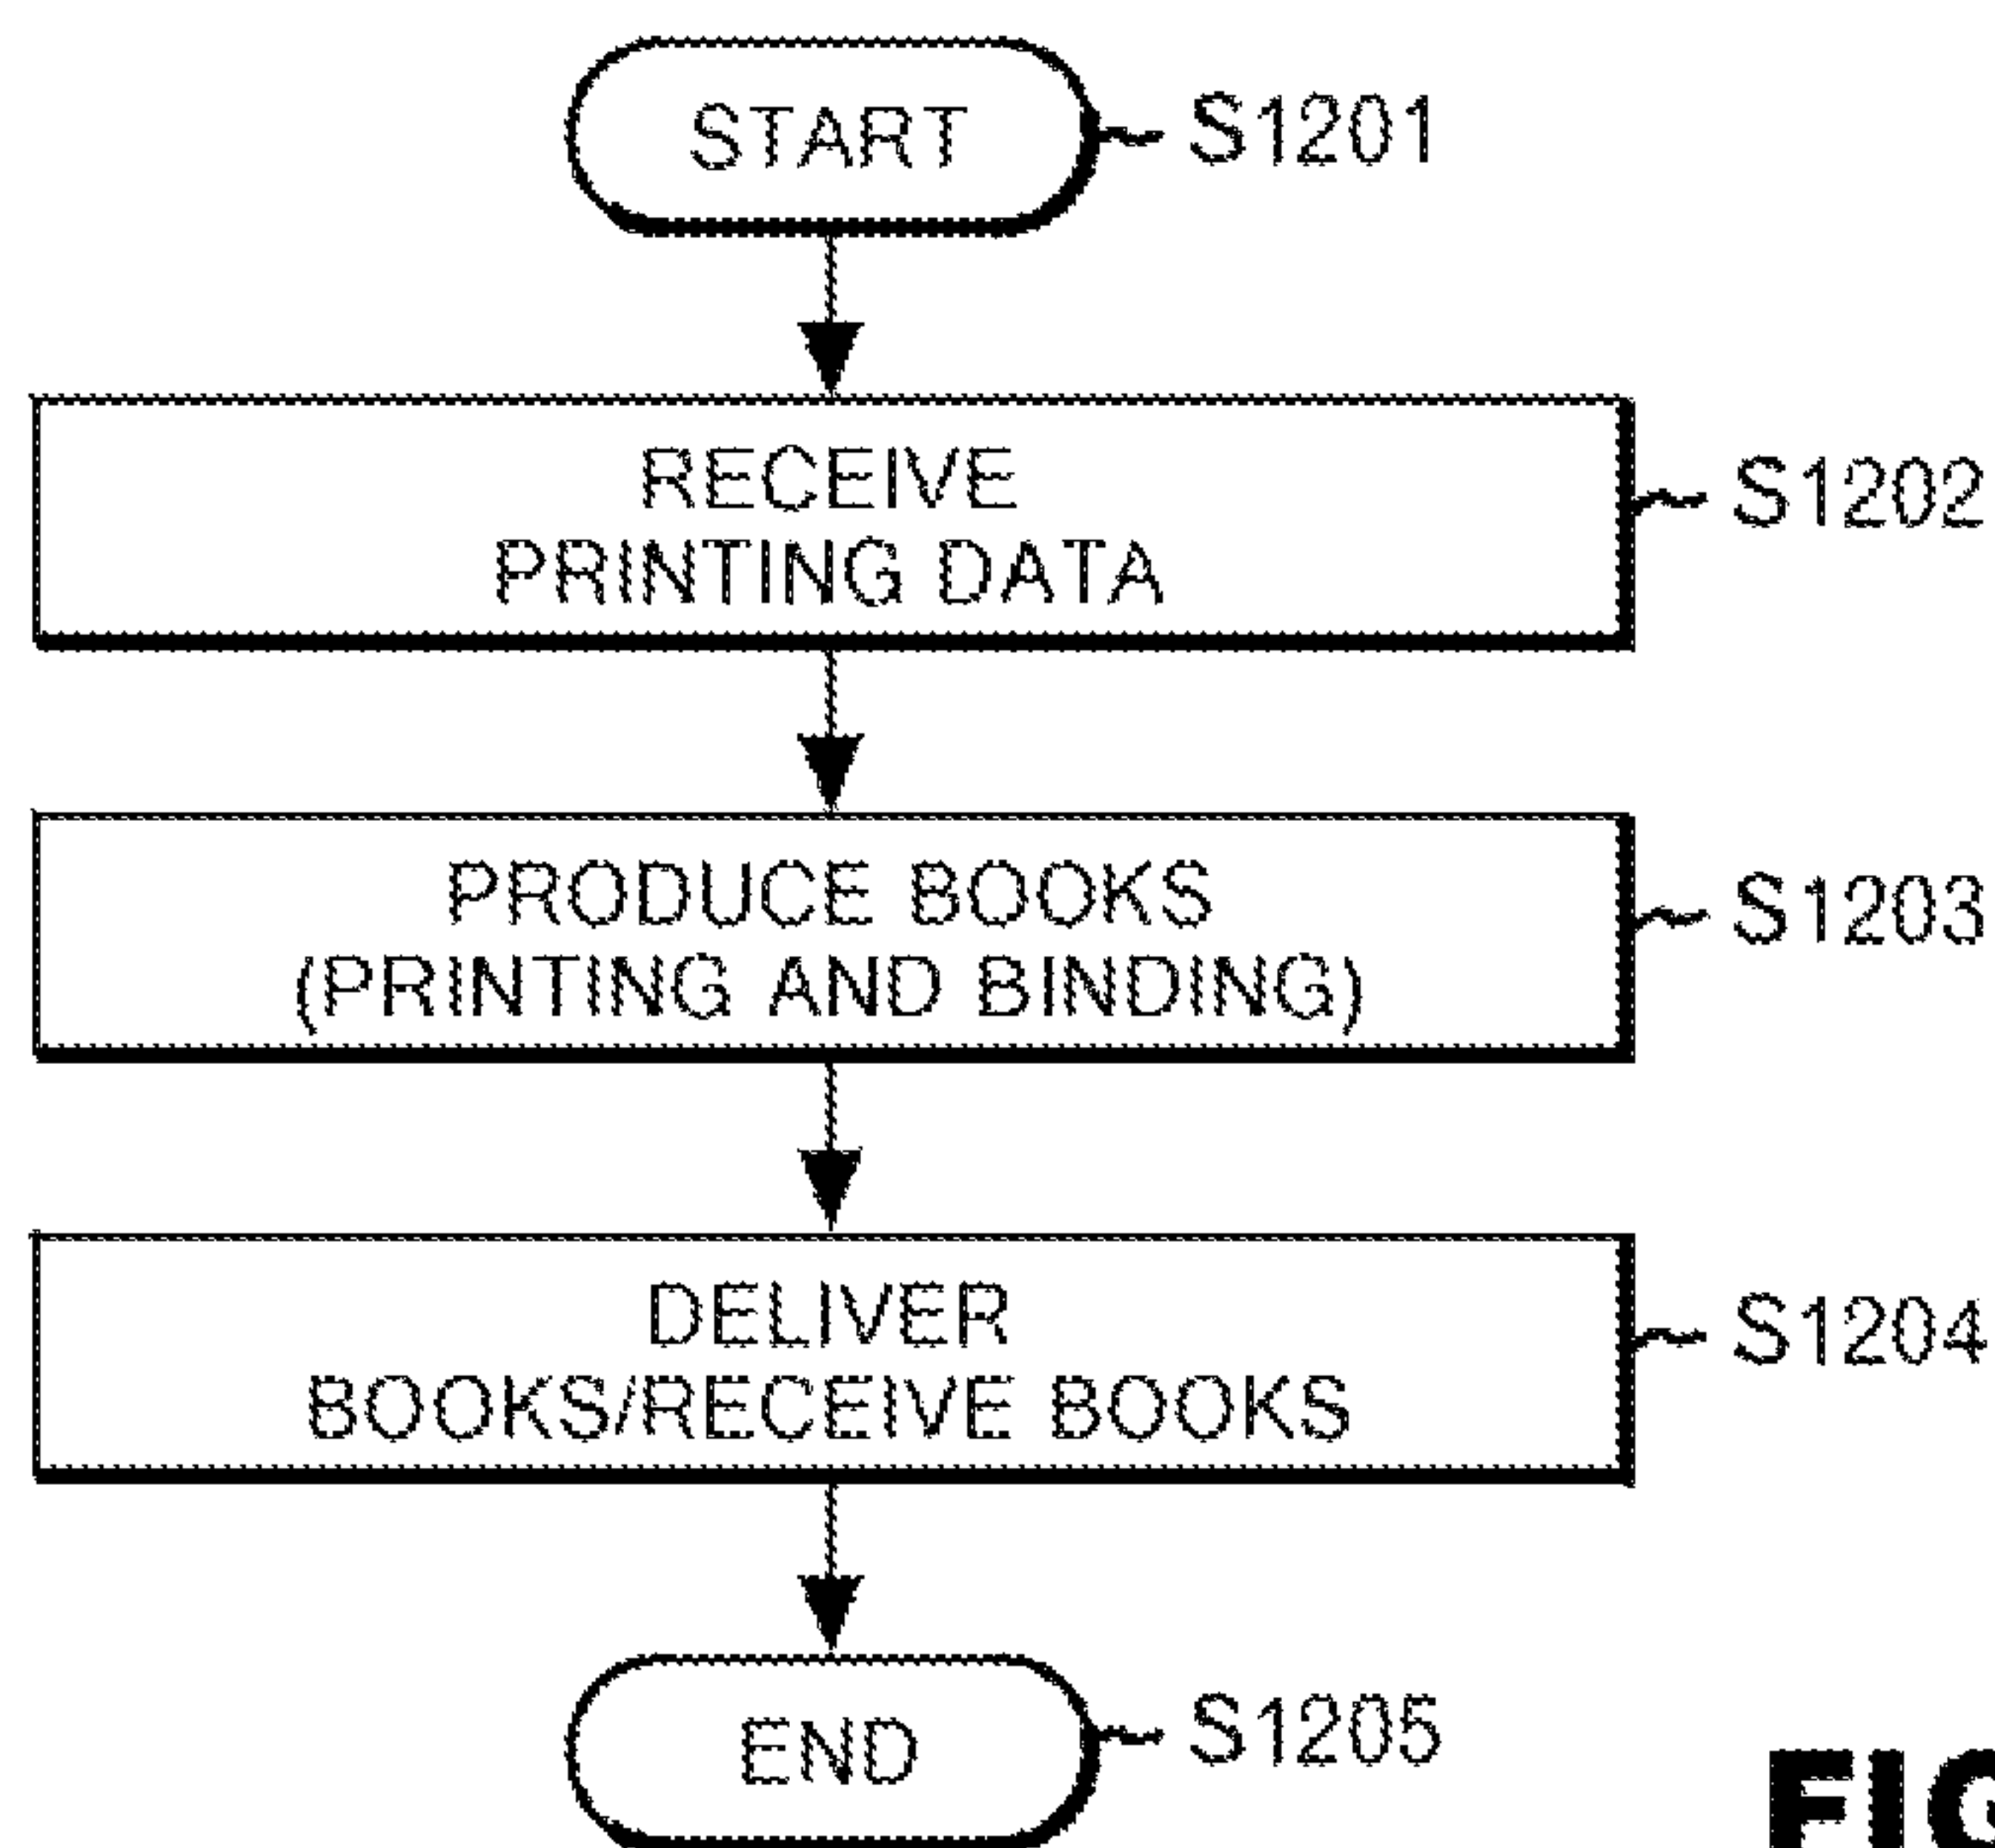 START
S1201
RECEIVE
PRINTING DATA
S1202
PRODUCE BOOKS
(PRINTING AND BINDING)
S1203
DELIVER
BOOKS/RECEIVE BOOKS
S1204
END
S1205